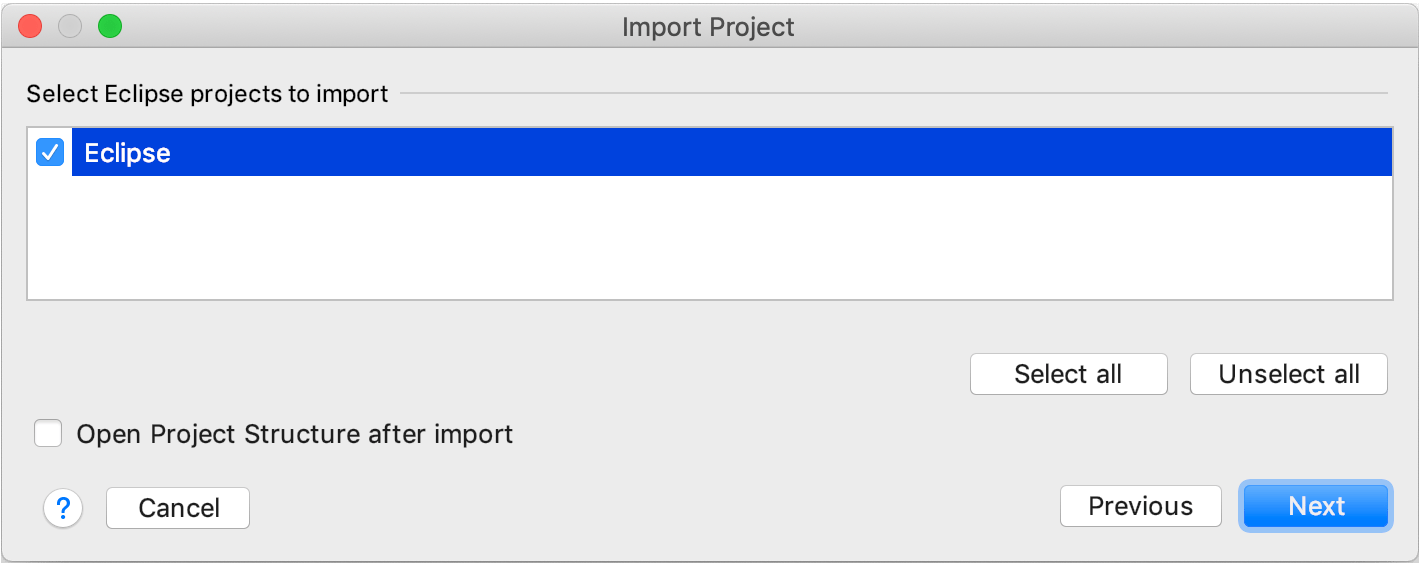 Import Project
Select Eclipse projects to import
Eclipse
Select all
Unselect all
Open Project Structure after import
?
Cancel
Previous
Next